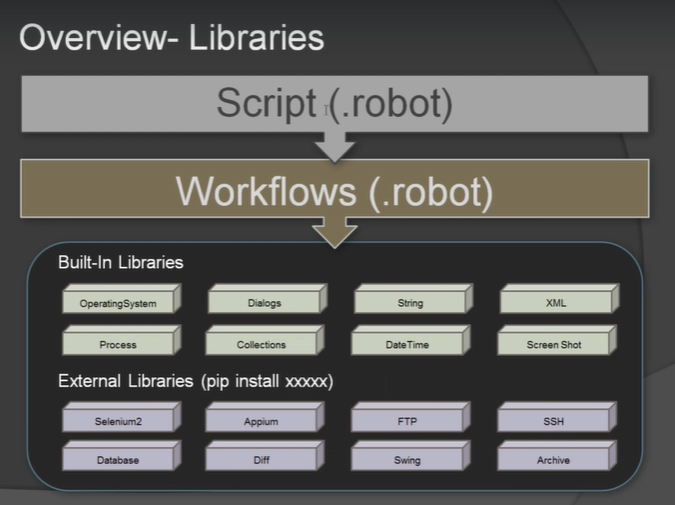 Overview- Libraries
Script (.robot)
Workflows (.robot)
Built-In Libraries
OperatingSystem
Dialogs
String
XML
Process
Collections
DateTime
Screen Shot
External Libraries (pip install xxxxx)
Selenium2
Appium
FTP
SSH
Database
Diff
Swing
Archive